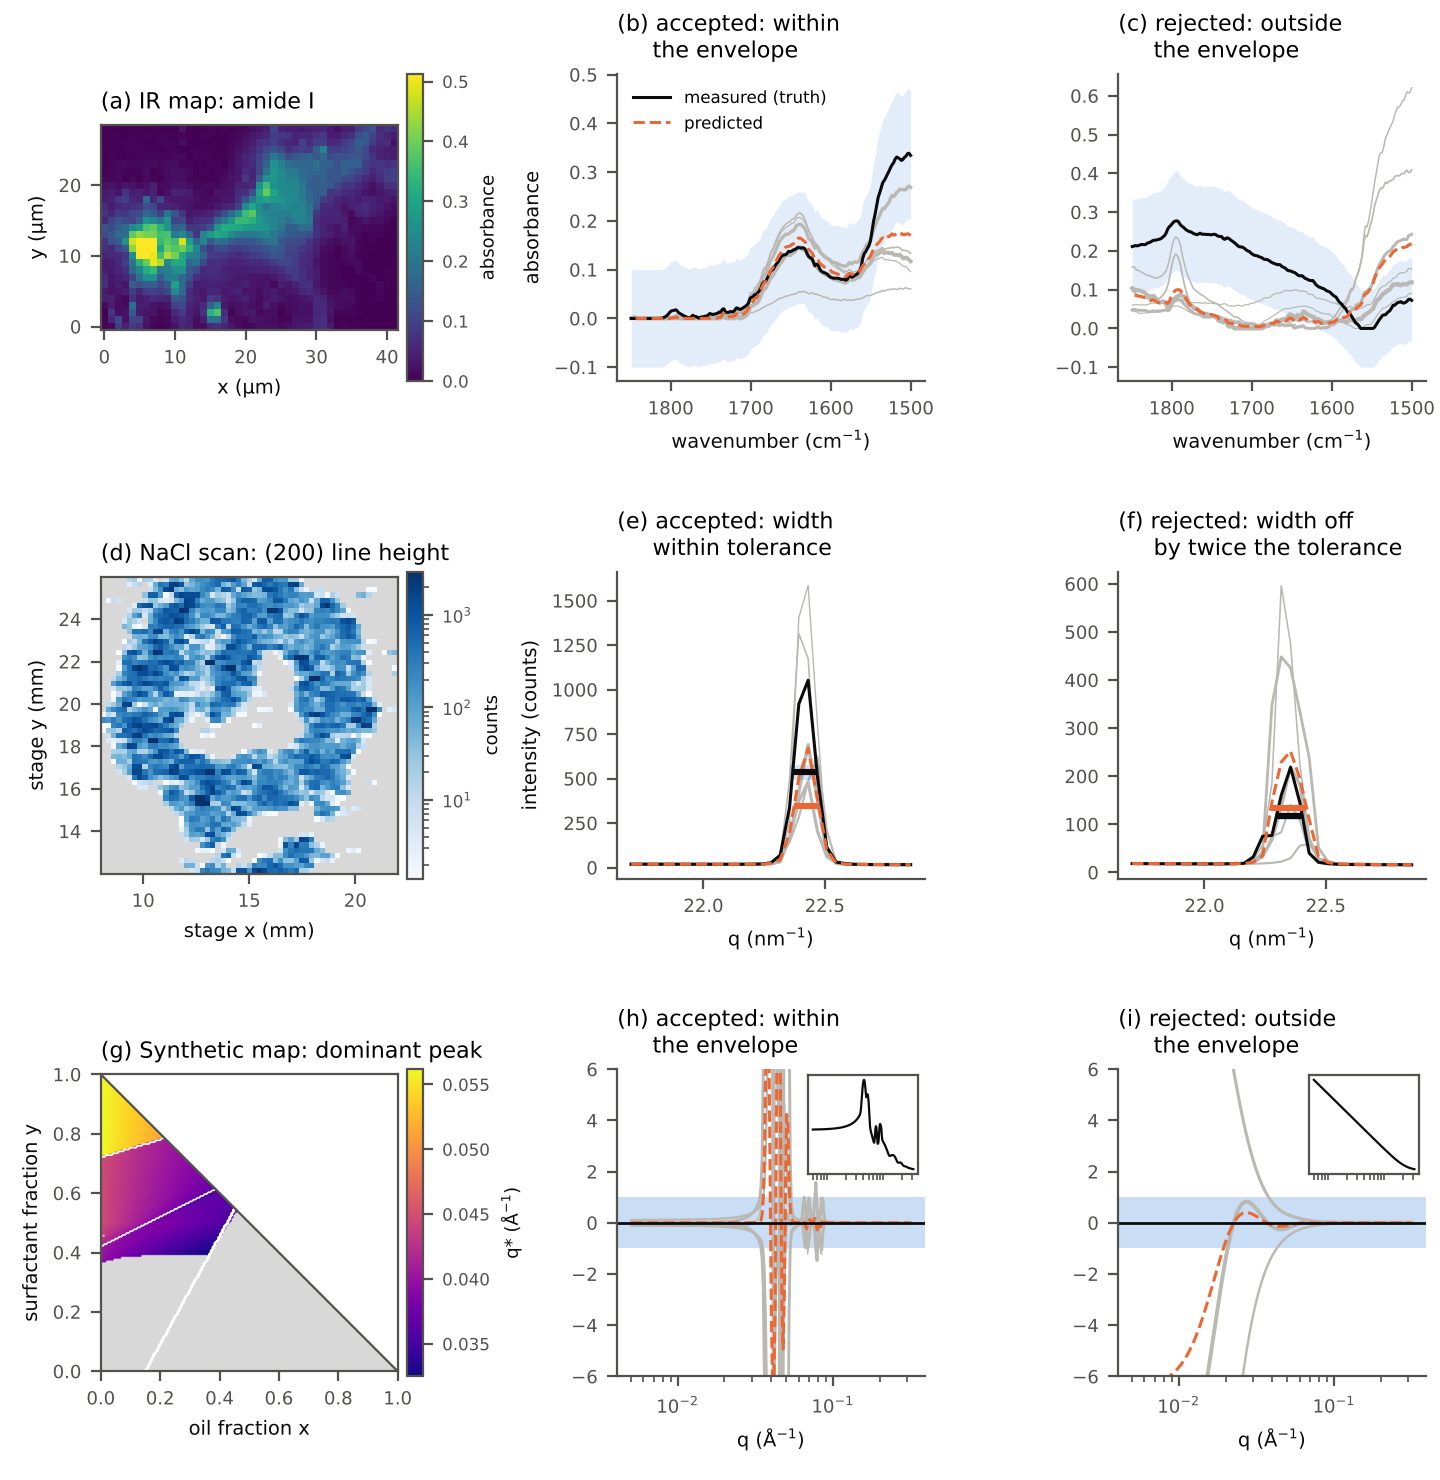 (a) IR map: amide I
y (μm)
20
10
0
0 10 20 30 40
x (μm)
0.5
0.4
0.3
0.2
0.1
0.0
absorbance
(b) accepted: within
the envelope
measured (truth)
predicted
absorbance
0.5
0.4
0.3
0.2
0.1
0.0
−0.1
1800 1700 1600 1500
wavenumber (cm⁻¹)
(c) rejected: outside
the envelope
0.6
0.5
0.4
0.3
0.2
0.1
0.0
−0.1
1800 1700 1600 1500
wavenumber (cm⁻¹)
(d) NaCl scan: (200) line height
stage y (mm)
24
22
20
18
16
14
10 15 20
stage x (mm)
10³
10²
10¹
counts
(e) accepted: width
within tolerance
intensity (counts)
1500
1250
1000
750
500
250
0
22.0 22.5
q (nm⁻¹)
(f) rejected: width off
by twice the tolerance
600
500
400
300
200
100
0
22.0 22.5
q (nm⁻¹)
(g) Synthetic map: dominant peak
surfactant fraction y
1.0
0.8
0.6
0.4
0.2
0.0
0.0 0.2 0.4 0.6 0.8 1.0
oil fraction x
0.055
0.050
0.045
0.040
0.035
q* (Å⁻¹)
(h) accepted: within
the envelope
6
4
2
0
−2
−4
−6
10⁻² 10⁻¹
q (Å⁻¹)
(i) rejected: outside
the envelope
6
4
2
0
−2
−4
−6
10⁻² 10⁻¹
q (Å⁻¹)